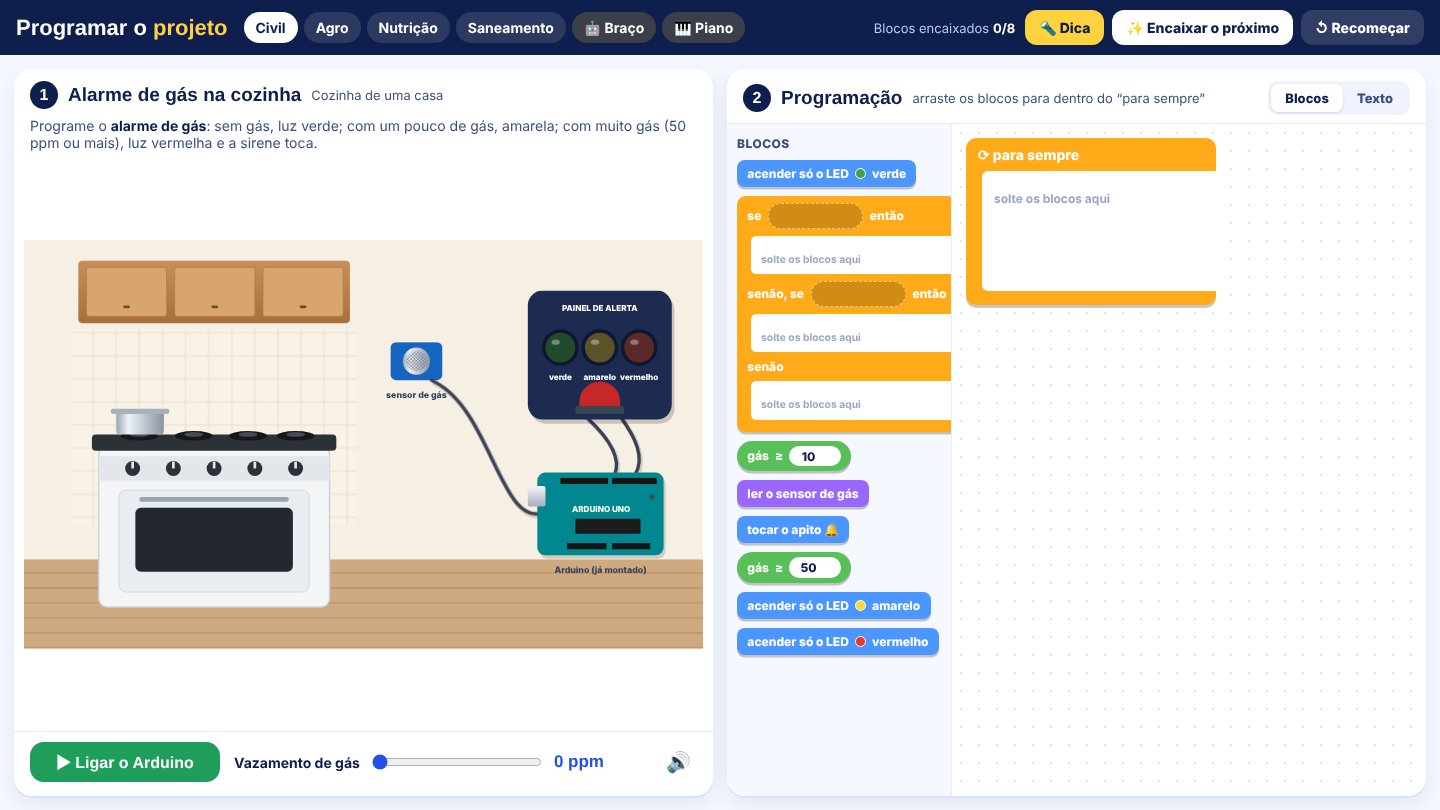 Programar o projeto
Civil
Agro
Nutrição
Saneamento
🤖 Braço
🎹 Piano
Blocos encaixados 0/8
🔦 Dica
✨ Encaixar o próximo
↺ Recomeçar
1 Alarme de gás na cozinha Cozinha de uma casa
Programe o alarme de gás: sem gás, luz verde; com um pouco de gás, amarela; com muito gás (50
ppm ou mais), luz vermelha e a sirene toca.
PAINEL DE ALERTA
verde amarelo vermelho
sensor de gás
ARDUINO UNO
Arduino (já montado)
▶ Ligar o Arduino
Vazamento de gás
0 ppm
2 Programação arraste os blocos para dentro do “para sempre”
Blocos
Texto
BLOCOS
acender só o LED verde
se então
solte os blocos aqui
senão, se então
solte os blocos aqui
senão
solte os blocos aqui
gás ≥ 10
ler o sensor de gás
tocar o apito 🔔
gás ≥ 50
acender só o LED amarelo
acender só o LED vermelho
⟳ para sempre
solte os blocos aqui